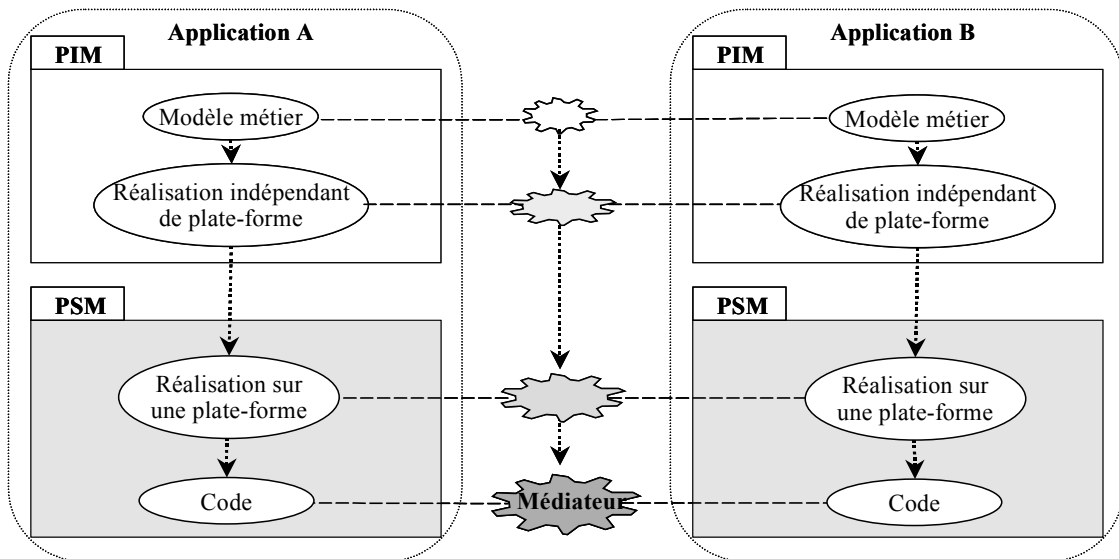 Application A
PIM
Modèle métier
Réalisation indépendant
de plate-forme
PSM
Réalisation sur
une plate-forme
Code
Médiateur
Application B
PIM
Modèle métier
Réalisation indépendant
de plate-forme
PSM
Réalisation sur
une plate-forme
Code